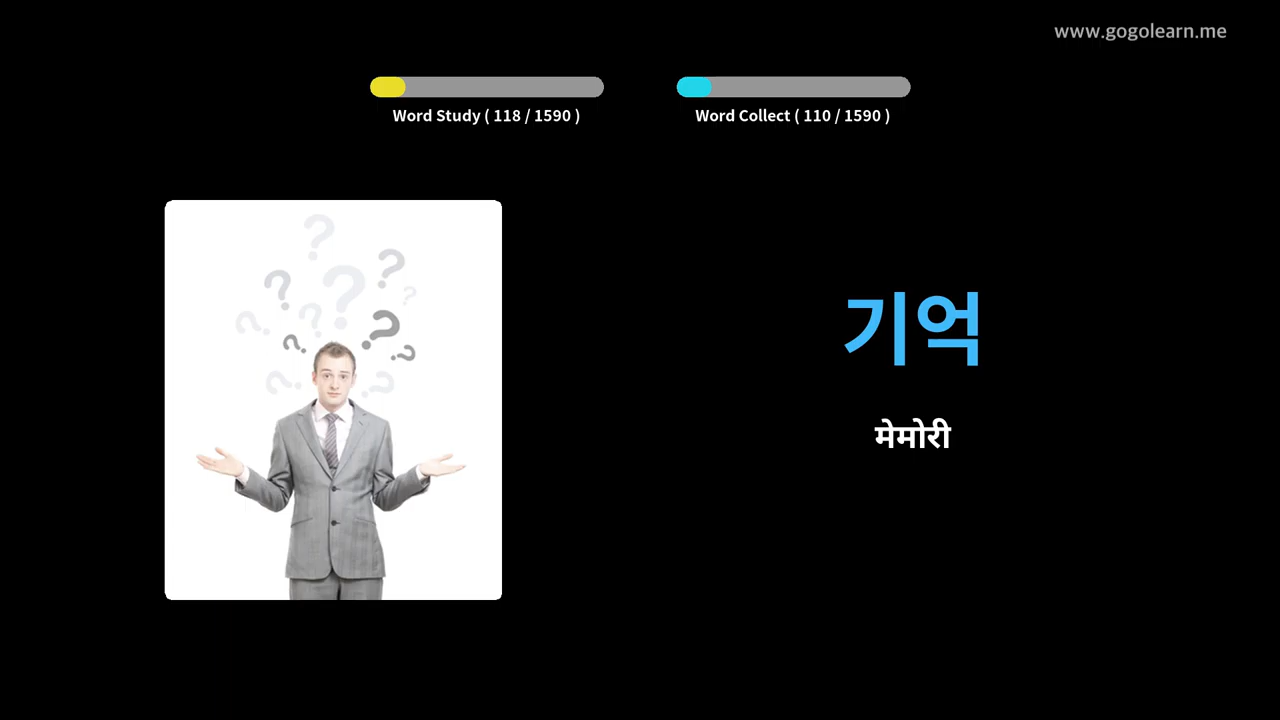 www.gogolearn.me
Word Study ( 118 / 1590 )
Word Collect ( 110 / 1590 )
기억
मेमोरी